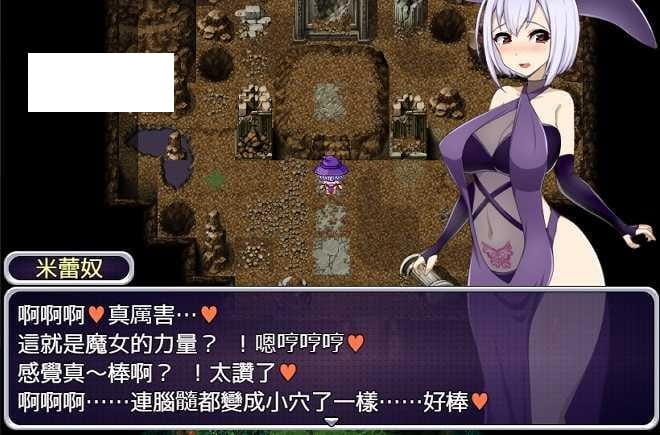 米蕾奴
啊啊啊♥真厲害…♥
這就是魔女的力量？ ！嗯哼哼哼♥
感覺真～棒啊？ ！太讚了♥
啊啊啊……連腦髓都變成小穴了一樣……好棒♥